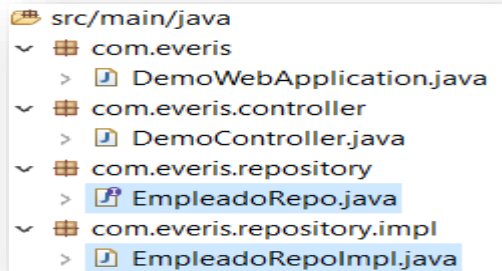 src/main/java
com.everis
DemoWebApplication.java
com.everis.controller
DemoController.java
com.everis.repository
EmpleadoRepo.java
com.everis.repository.impl
EmpleadoRepoImpl.java